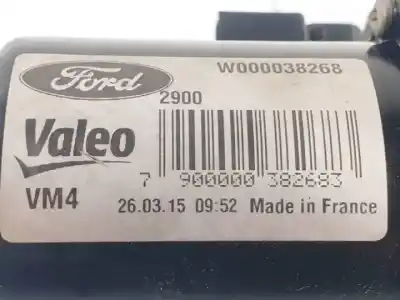 Ford
W000038268
2900
Valeo
7 900000 382683
VM4
26.03.15 09:52 Made in France